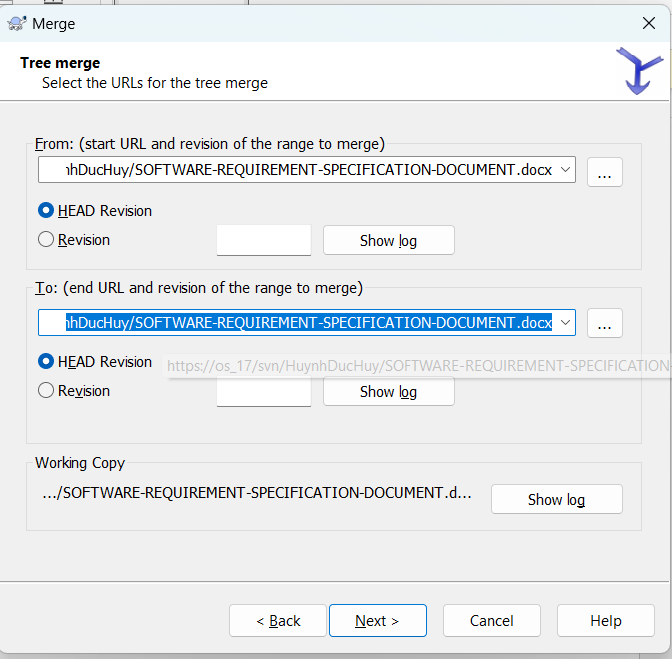 Merge
Tree merge
Select the URLs for the tree merge
From: (start URL and revision of the range to merge)
nhDucHuy/SOFTWARE-REQUIREMENT-SPECIFICATION-DOCUMENT.docx
...
HEAD Revision
Revision
Show log
To: (end URL and revision of the range to merge)
nhDucHuy/SOFTWARE-REQUIREMENT-SPECIFICATION-DOCUMENT.docx
...
HEAD Revision
https://os_17/svn/HuynhDucHuy/SOFTWARE-REQUIREMENT-SPECIFICATION
Revision
Show log
Working Copy
.../SOFTWARE-REQUIREMENT-SPECIFICATION-DOCUMENT.d...
Show log
< Back
Next >
Cancel
Help